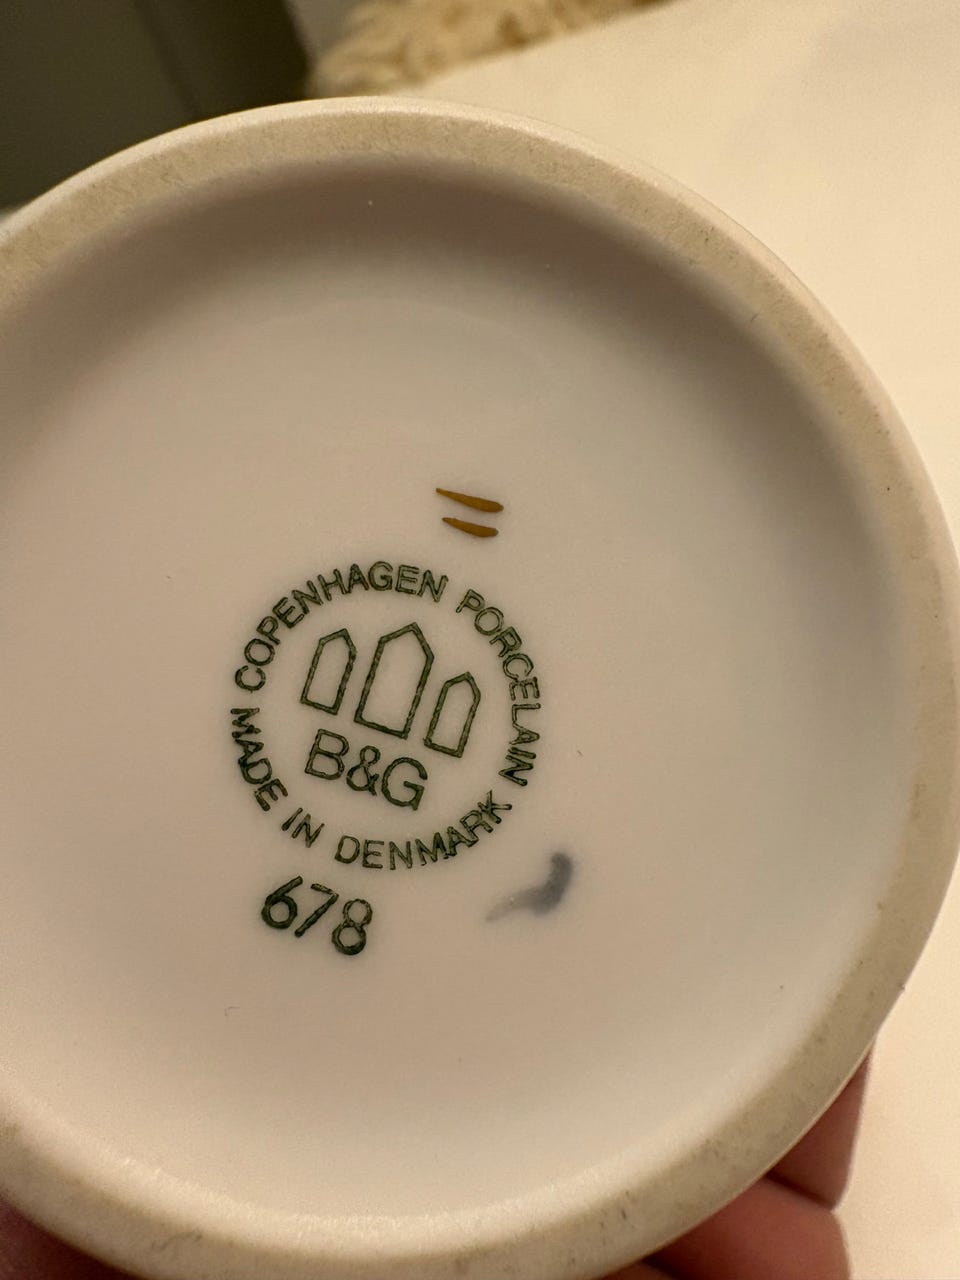 COPENHAGEN PORCELAIN
B&G
MADE IN DENMARK
678